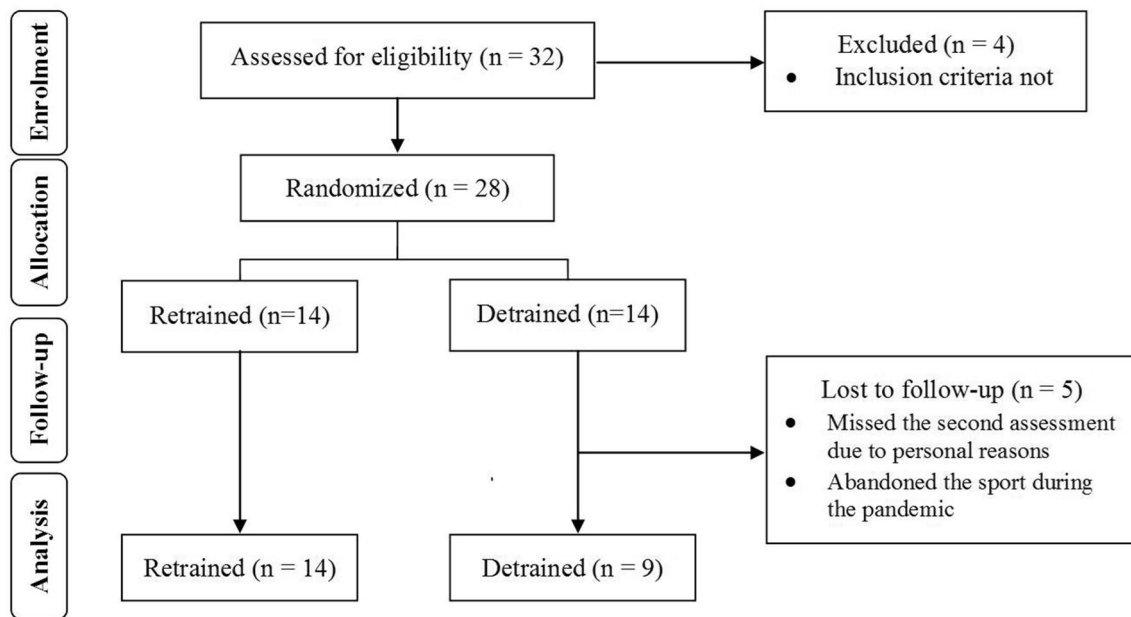 Enrolment
Assessed for eligibility (n = 32)
Excluded (n = 4)
● Inclusion criteria not
Allocation
Randomized (n = 28)
Retrained (n=14)
Detrained (n=14)
Follow-up
Lost to follow-up (n = 5)
● Missed the second assessment
due to personal reasons
● Abandoned the sport during
the pandemic
Analysis
Retrained (n = 14)
Detrained (n = 9)